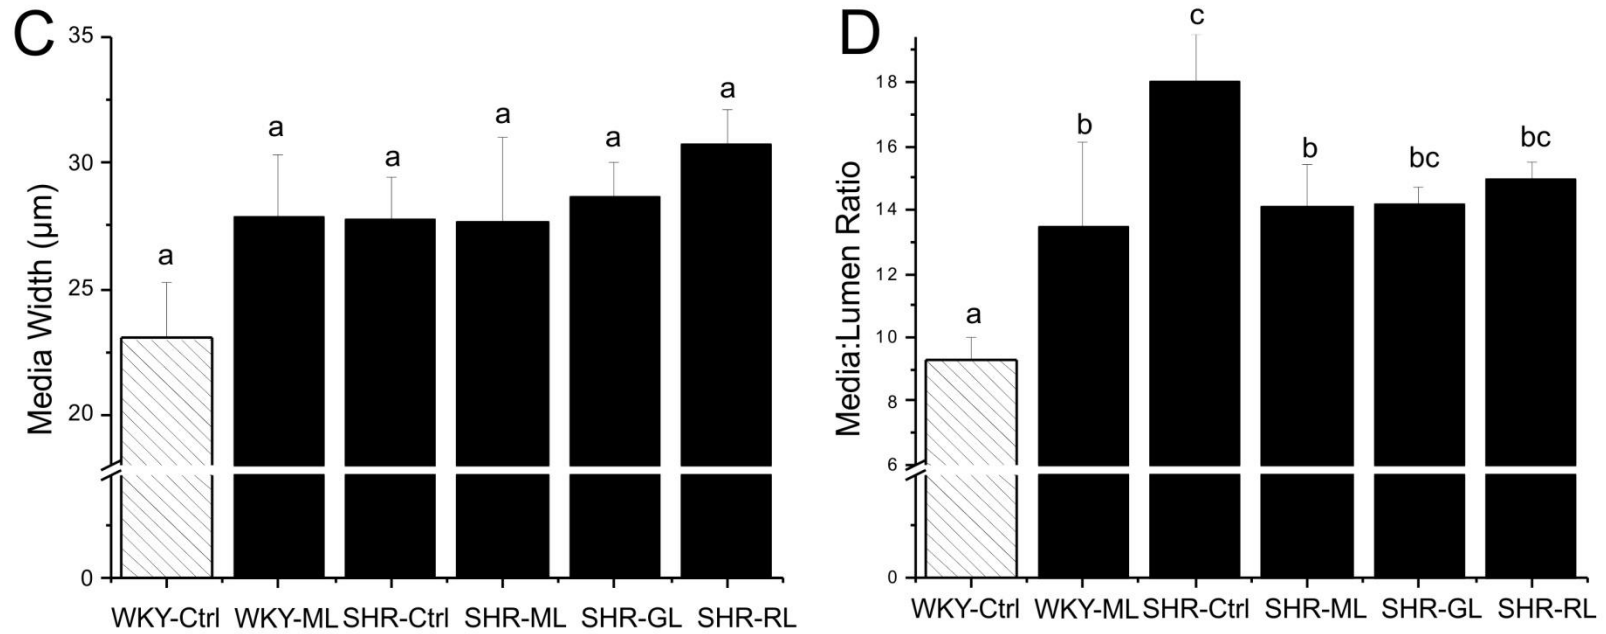 C
Media Width (µm)
35
30
25
20
0
a
a
a
a
a
a
WKY-Ctrl
WKY-ML
SHR-Ctrl
SHR-ML
SHR-GL
SHR-RL
D
Media:Lumen Ratio
18
16
14
12
10
8
6
0
a
b
c
b
bc
bc
WKY-Ctrl
WKY-ML
SHR-Ctrl
SHR-ML
SHR-GL
SHR-RL